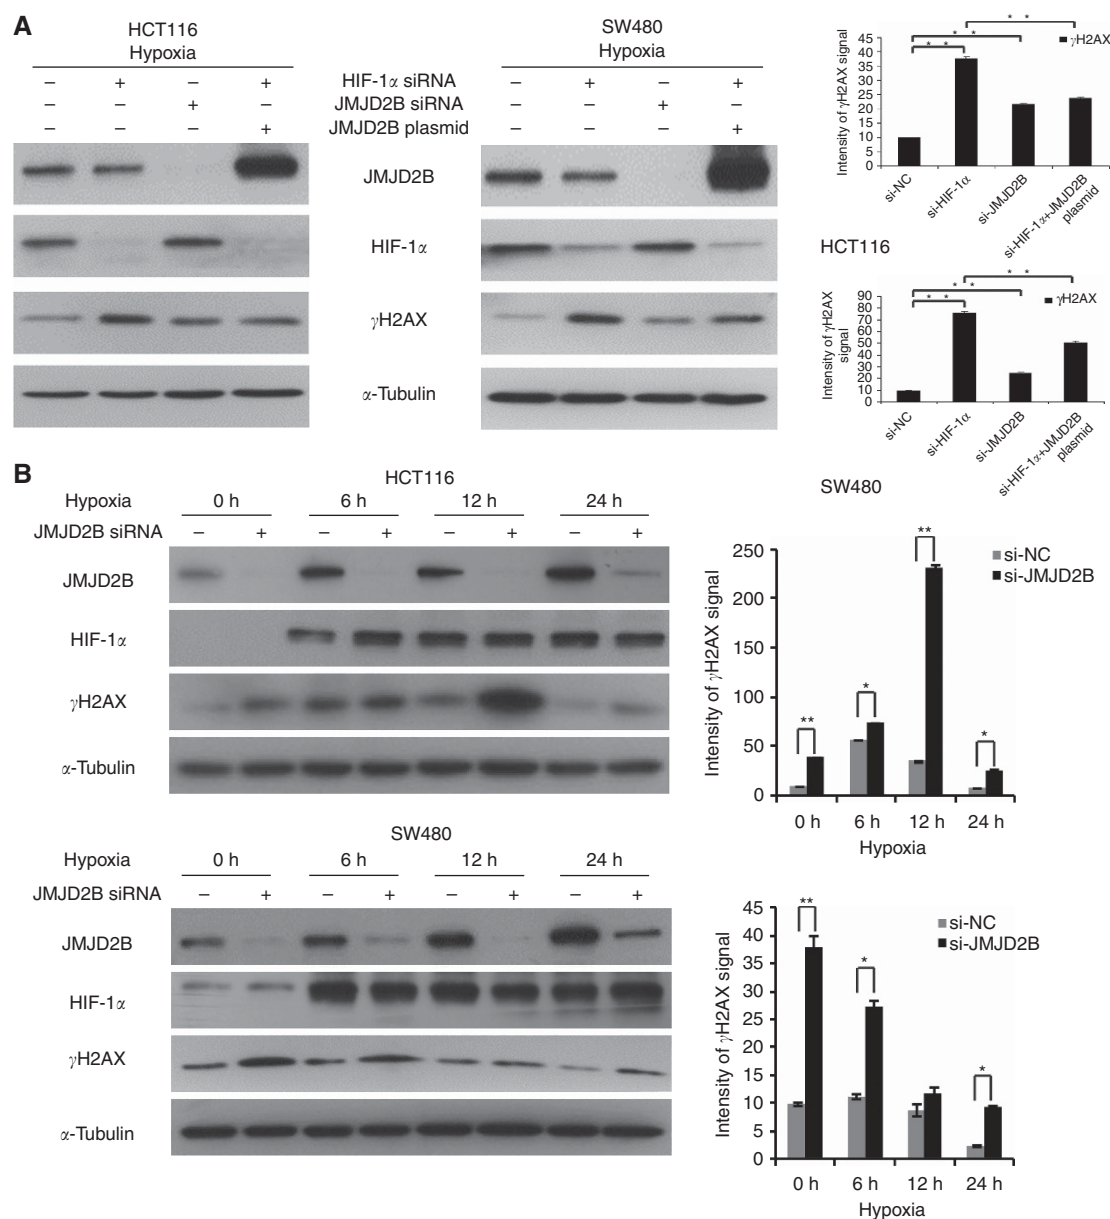 A
HCT116
Hypoxia
– + – +
– – + –
– – – +
HIF-1α siRNA
JMJD2B siRNA
JMJD2B plasmid
SW480
Hypoxia
– + – +
– – + –
– – – +
JMJD2B
HIF-1α
γH2AX
α-Tubulin
Intensity of γH2AX signal
45
40
35
30
25
20
15
10
5
0
* *
* *
* *
γH2AX
si-NC
si-HIF-1α
si-JMJD2B
si-HIF-1α+JMJD2B
plasmid
HCT116
Intensity of γH2AX
signal
90
80
70
60
50
40
30
20
10
0
* *
* *
* *
γH2AX
si-NC
si-HIF-1α
si-JMJD2B
si-HIF-1α+JMJD2B
plasmid
SW480
B
HCT116
Hypoxia 0 h 6 h 12 h 24 h
JMJD2B siRNA – + – + – + – +
JMJD2B
HIF-1α
γH2AX
α-Tubulin
Intensity of γH2AX signal
250
200
150
100
50
0
**
*
**
*
si-NC
si-JMJD2B
0 h 6 h 12 h 24 h
Hypoxia
SW480
Hypoxia 0 h 6 h 12 h 24 h
JMJD2B siRNA – + – + – + – +
JMJD2B
HIF-1α
γH2AX
α-Tubulin
Intensity of γH2AX signal
45
40
35
30
25
20
15
10
5
0
**
*
*
si-NC
si-JMJD2B
0 h 6 h 12 h 24 h
Hypoxia